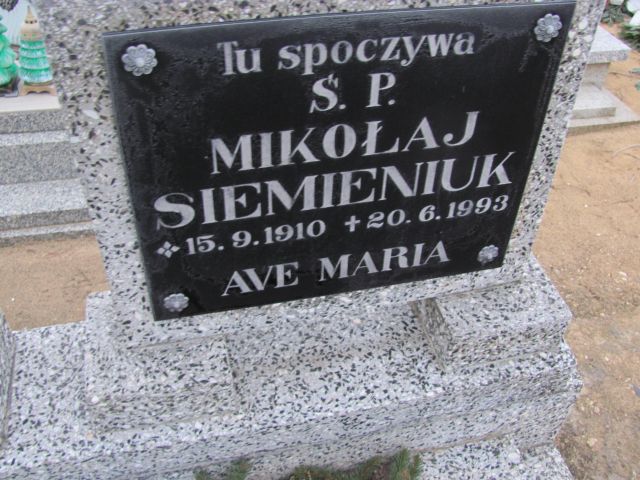 Tu spoczywa
Ś. P.
MIKOŁAJ
SIEMIENIUK
15. 9. 1910 + 20. 6. 1993
AVE MARIA